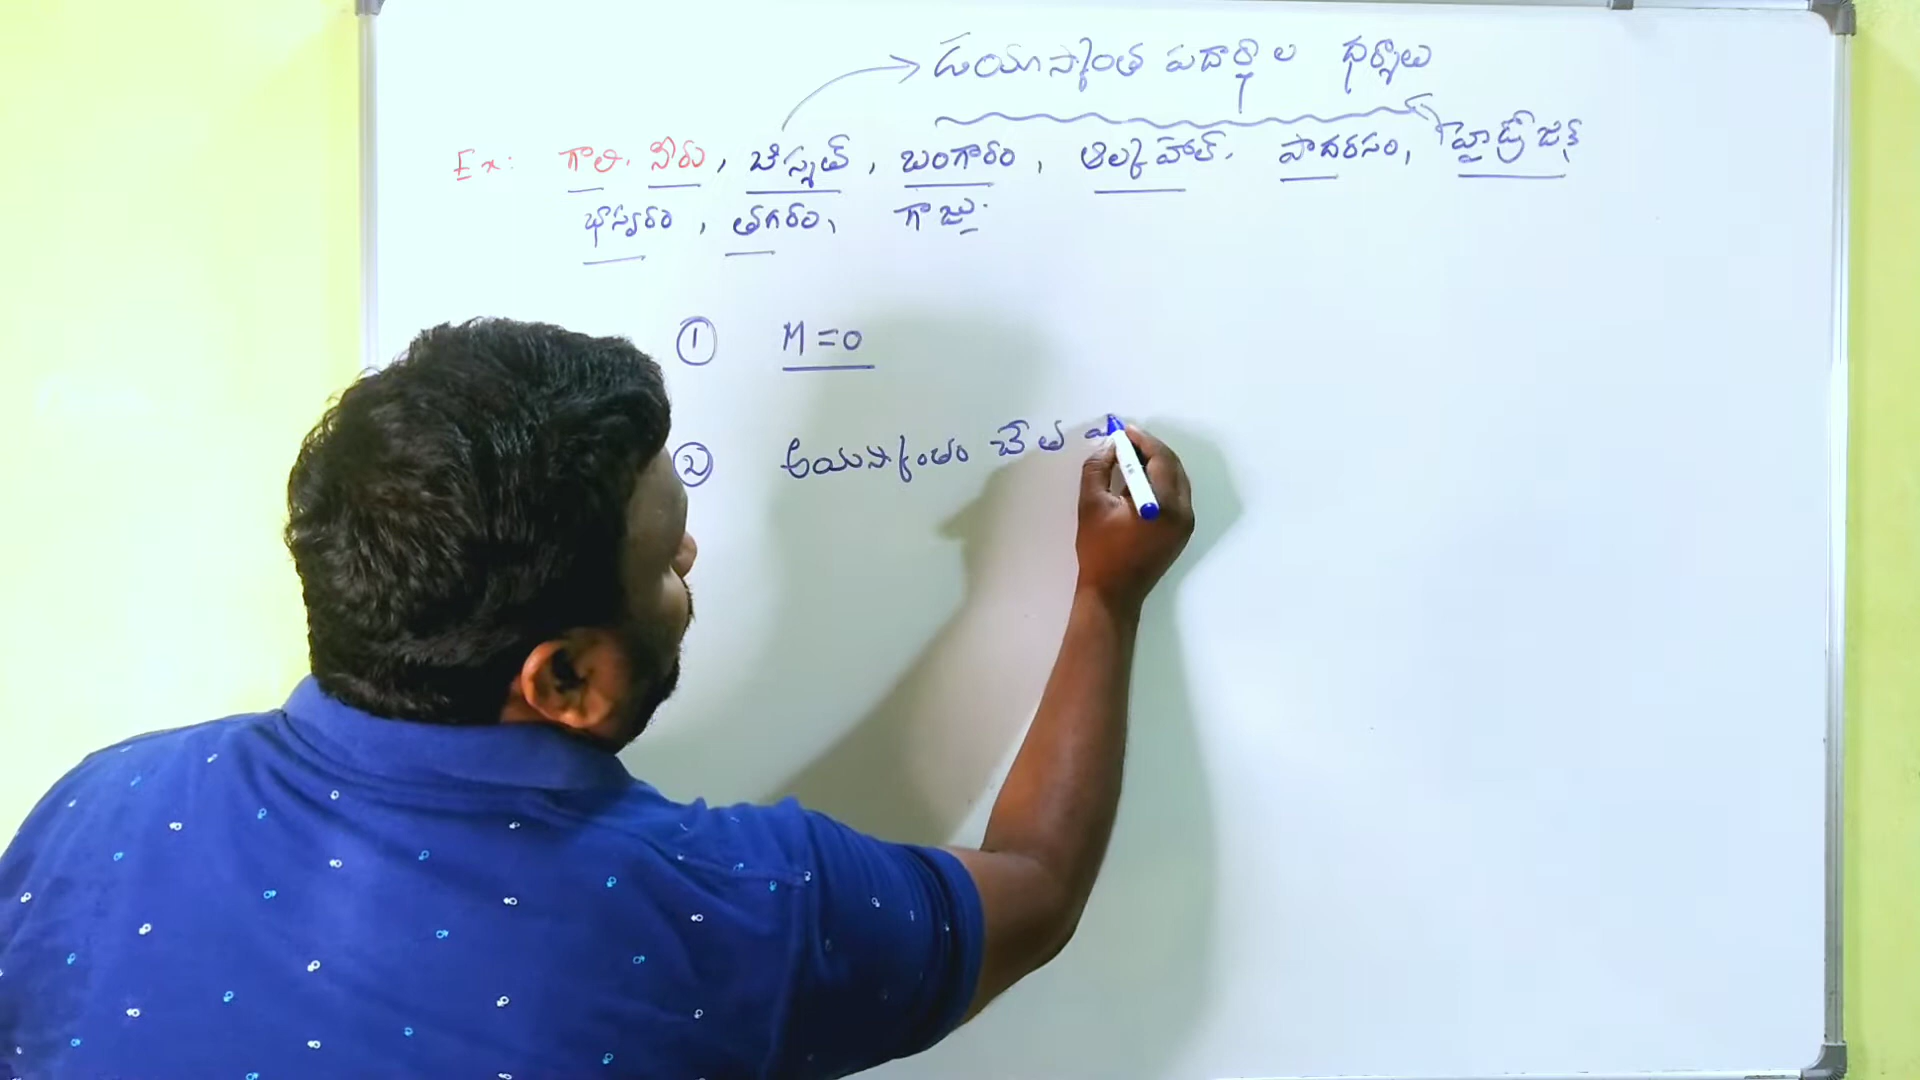 డయాస్కాంత పదార్థాల ధర్మాలు
Ex: గాలి, నీరు, బిస్మత్, బంగారం, ఆల్కహాల్, పాదరసం, హైడ్రోజన్
భాస్వరం, తగరం, గాజు.
① M = 0
② అయస్కాంతం చేత